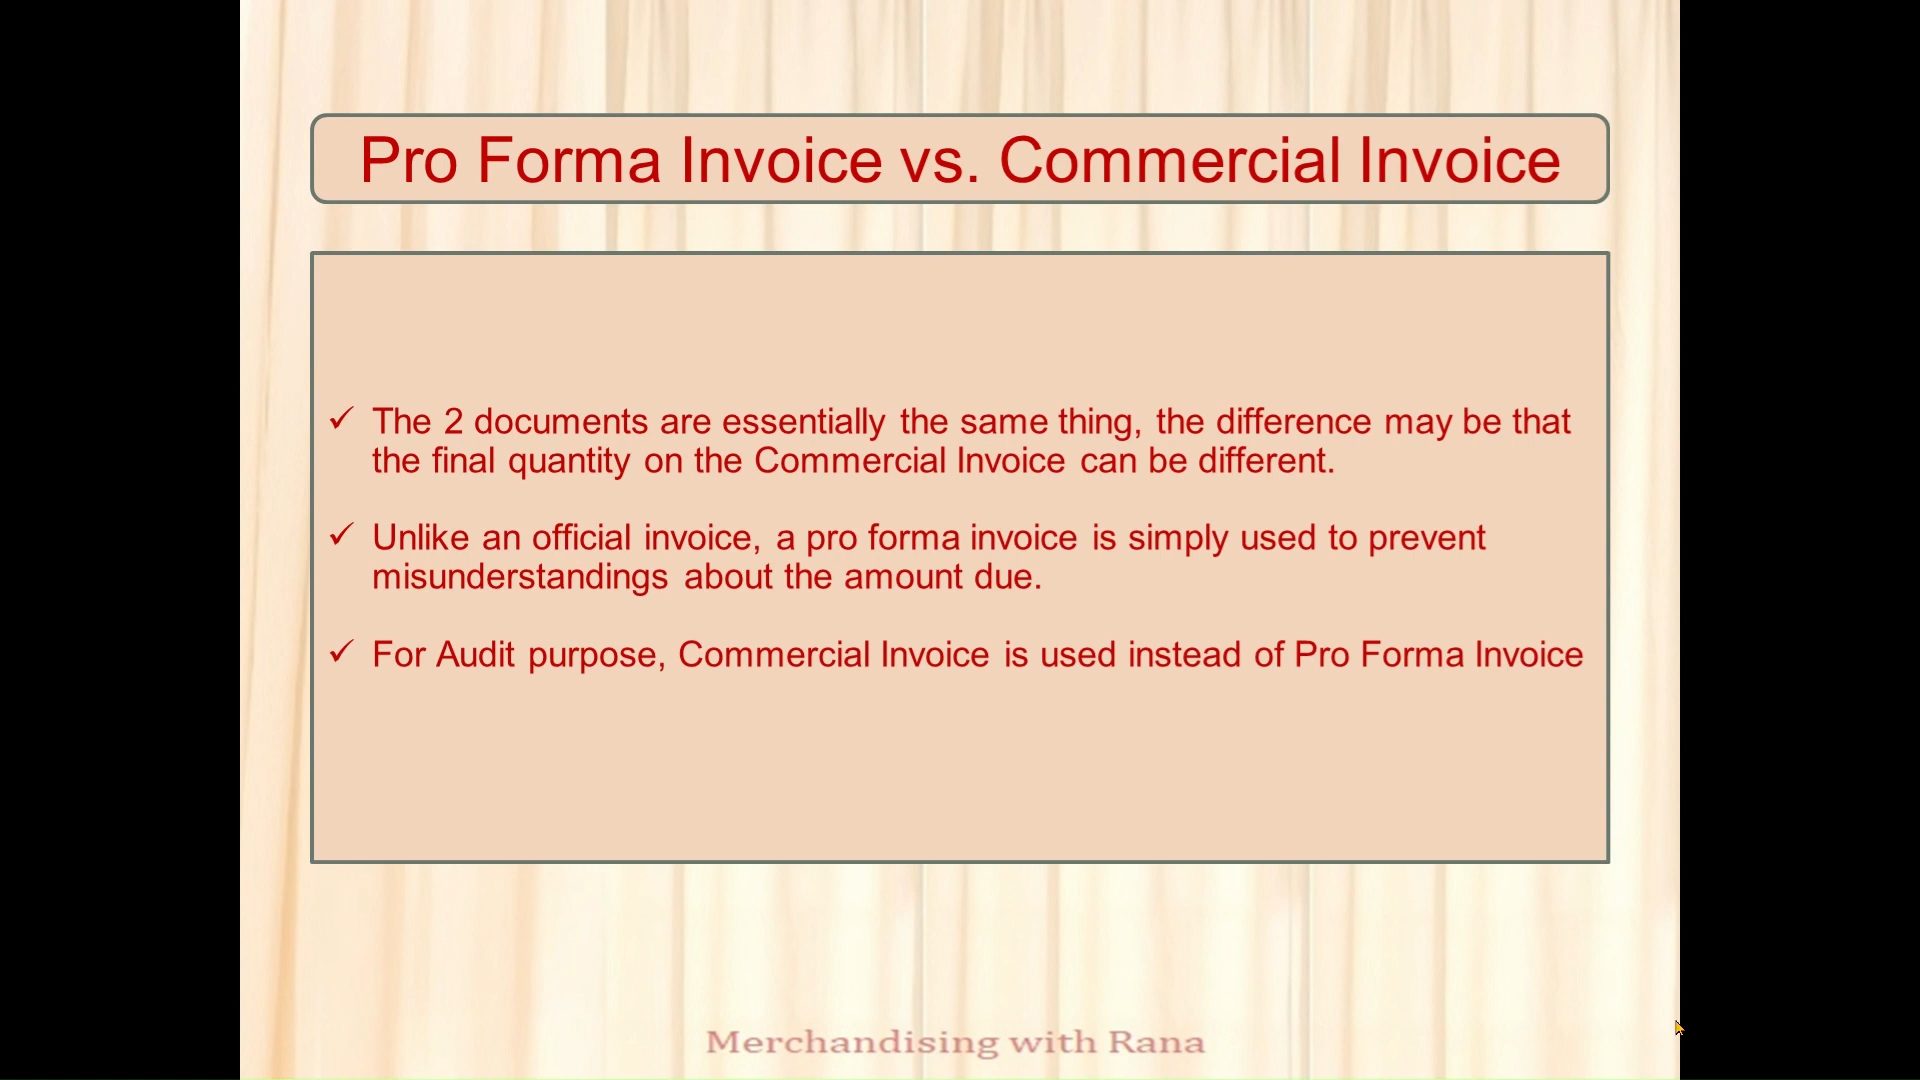 Pro Forma Invoice vs. Commercial Invoice
✓ The 2 documents are essentially the same thing, the difference may be that
the final quantity on the Commercial Invoice can be different.
✓ Unlike an official invoice, a pro forma invoice is simply used to prevent
misunderstandings about the amount due.
✓ For Audit purpose, Commercial Invoice is used instead of Pro Forma Invoice
Merchandising with Rana